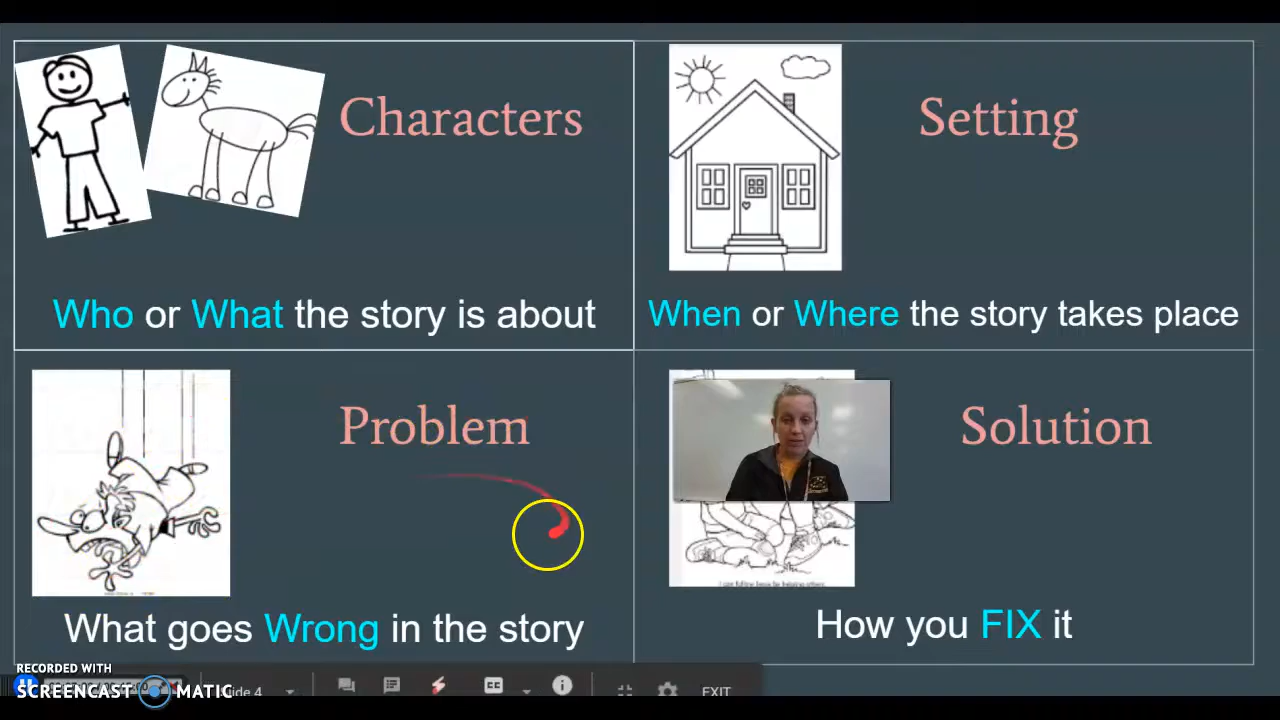 Characters
Setting
Who or What the story is about
When or Where the story takes place
Problem
Solution
What goes Wrong in the story
How you FIX it
RECORDED WITH
SCREENCAST MATIC
Slide 4
CC
EXIT